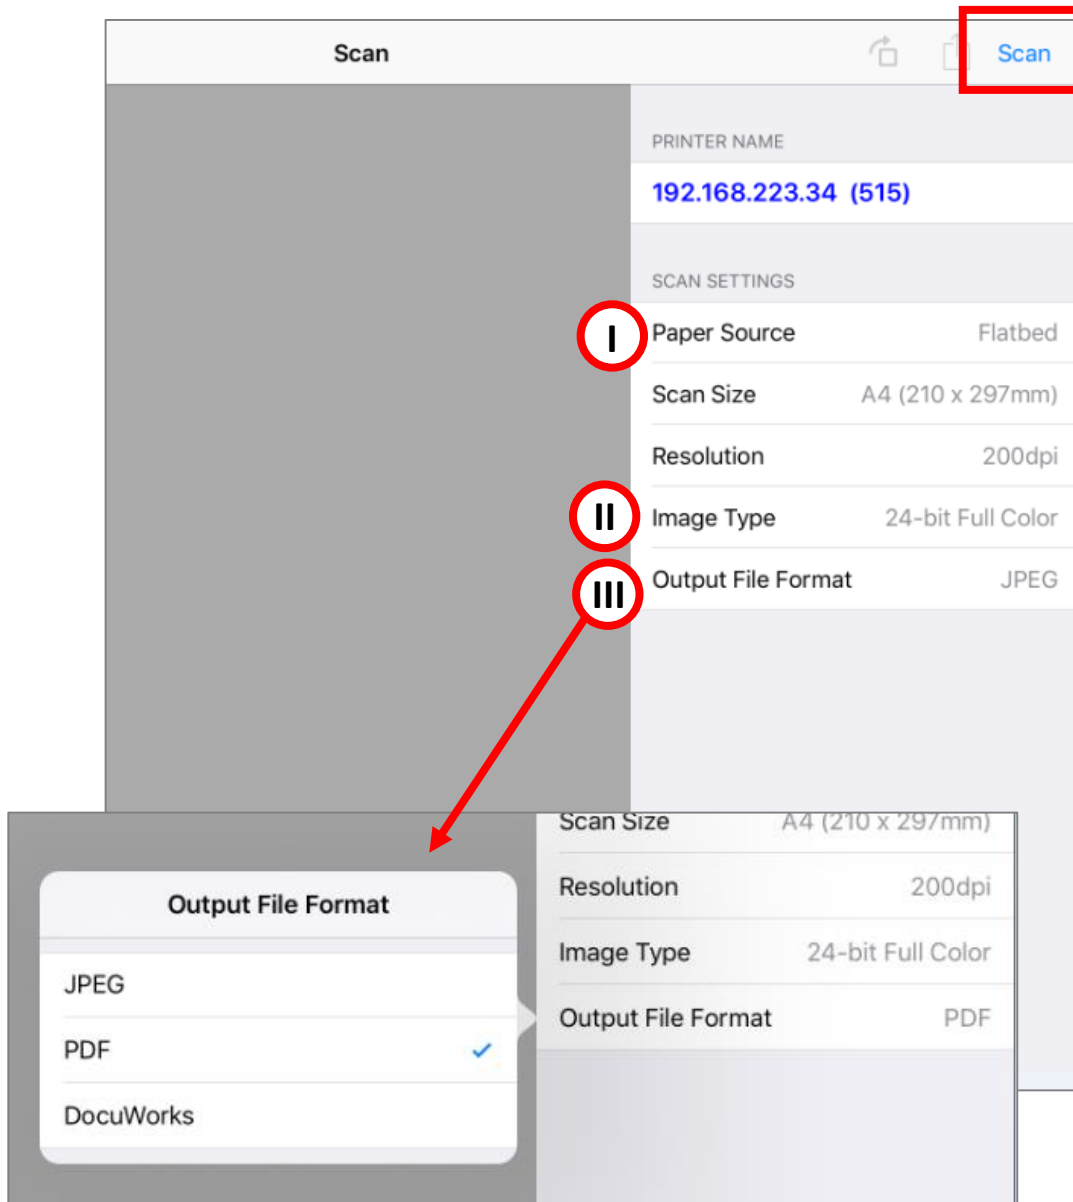 Scan
Scan
PRINTER NAME
192.168.223.34 (515)
SCAN SETTINGS
I
Paper Source Flatbed
Scan Size A4 (210 x 297mm)
Resolution 200dpi
II
Image Type 24-bit Full Color
III
Output File Format JPEG
Scan Size A4 (210 x 297mm)
Resolution 200dpi
Image Type 24-bit Full Color
Output File Format PDF
Output File Format
JPEG
PDF
DocuWorks